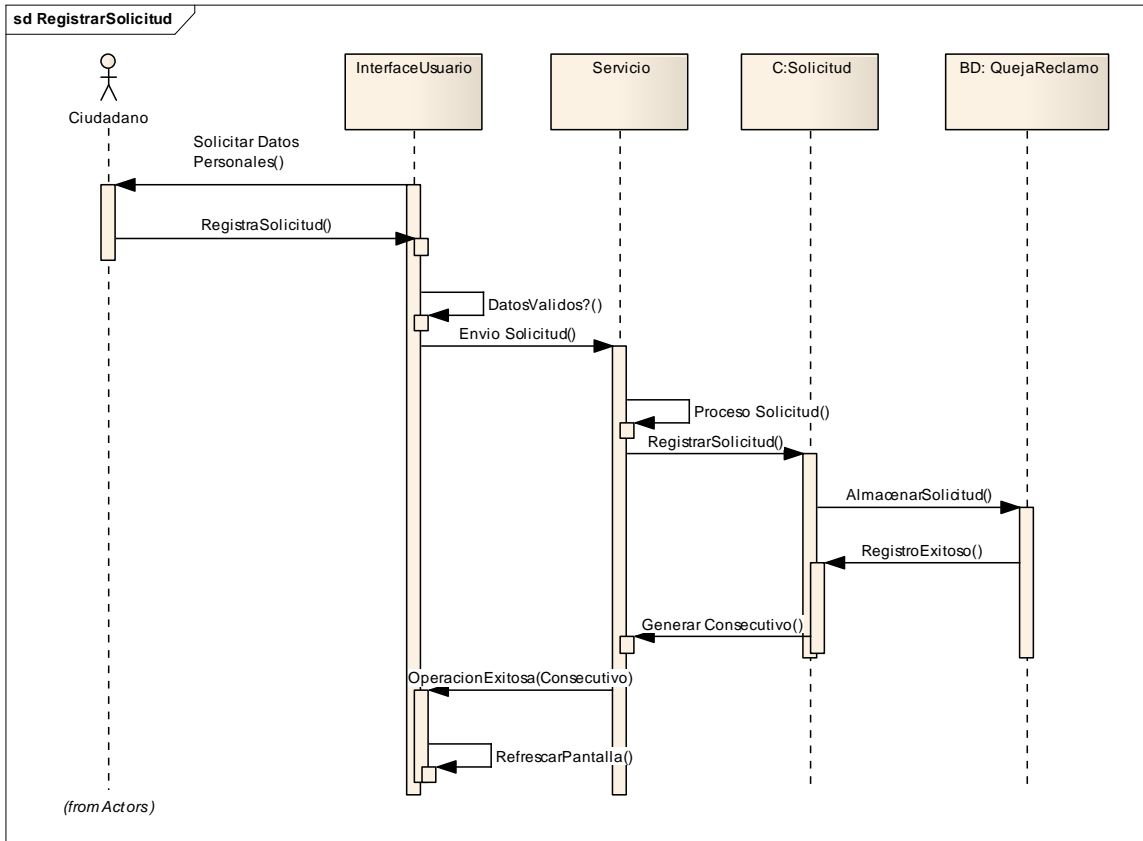 sd RegistrarSolicitud
Ciudadano
InterfaceUsuario
Servicio
C:Solicitud
BD: QuejaReclamo
Solicitar Datos
Personales()
RegistraSolicitud()
DatosValidos?()
Envio Solicitud()
Proceso Solicitud()
RegistrarSolicitud()
AlmacenarSolicitud()
RegistroExitoso()
Generar Consecutivo()
OperacionExitosa(Consecutivo)
RefrescarPantalla()
(from Actors)